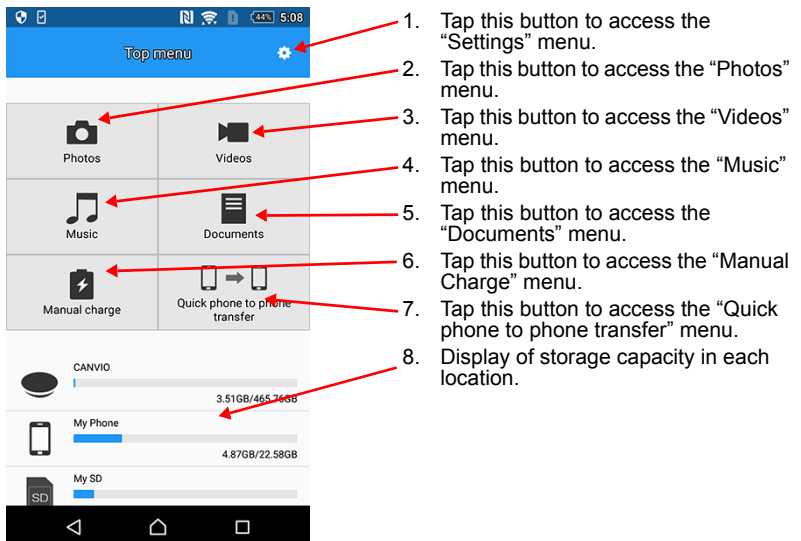 44% 5:08
Top menu
Photos
Videos
Music
Documents
Manual charge
Quick phone to phone
transfer
CANVIO
3.51GB/465.76GB
My Phone
4.87GB/22.58GB
My SD
SD
1. Tap this button to access the
“Settings” menu.
2. Tap this button to access the “Photos”
menu.
3. Tap this button to access the “Videos”
menu.
4. Tap this button to access the “Music”
menu.
5. Tap this button to access the
“Documents” menu.
6. Tap this button to access the “Manual
Charge” menu.
7. Tap this button to access the “Quick
phone to phone transfer” menu.
8. Display of storage capacity in each
location.